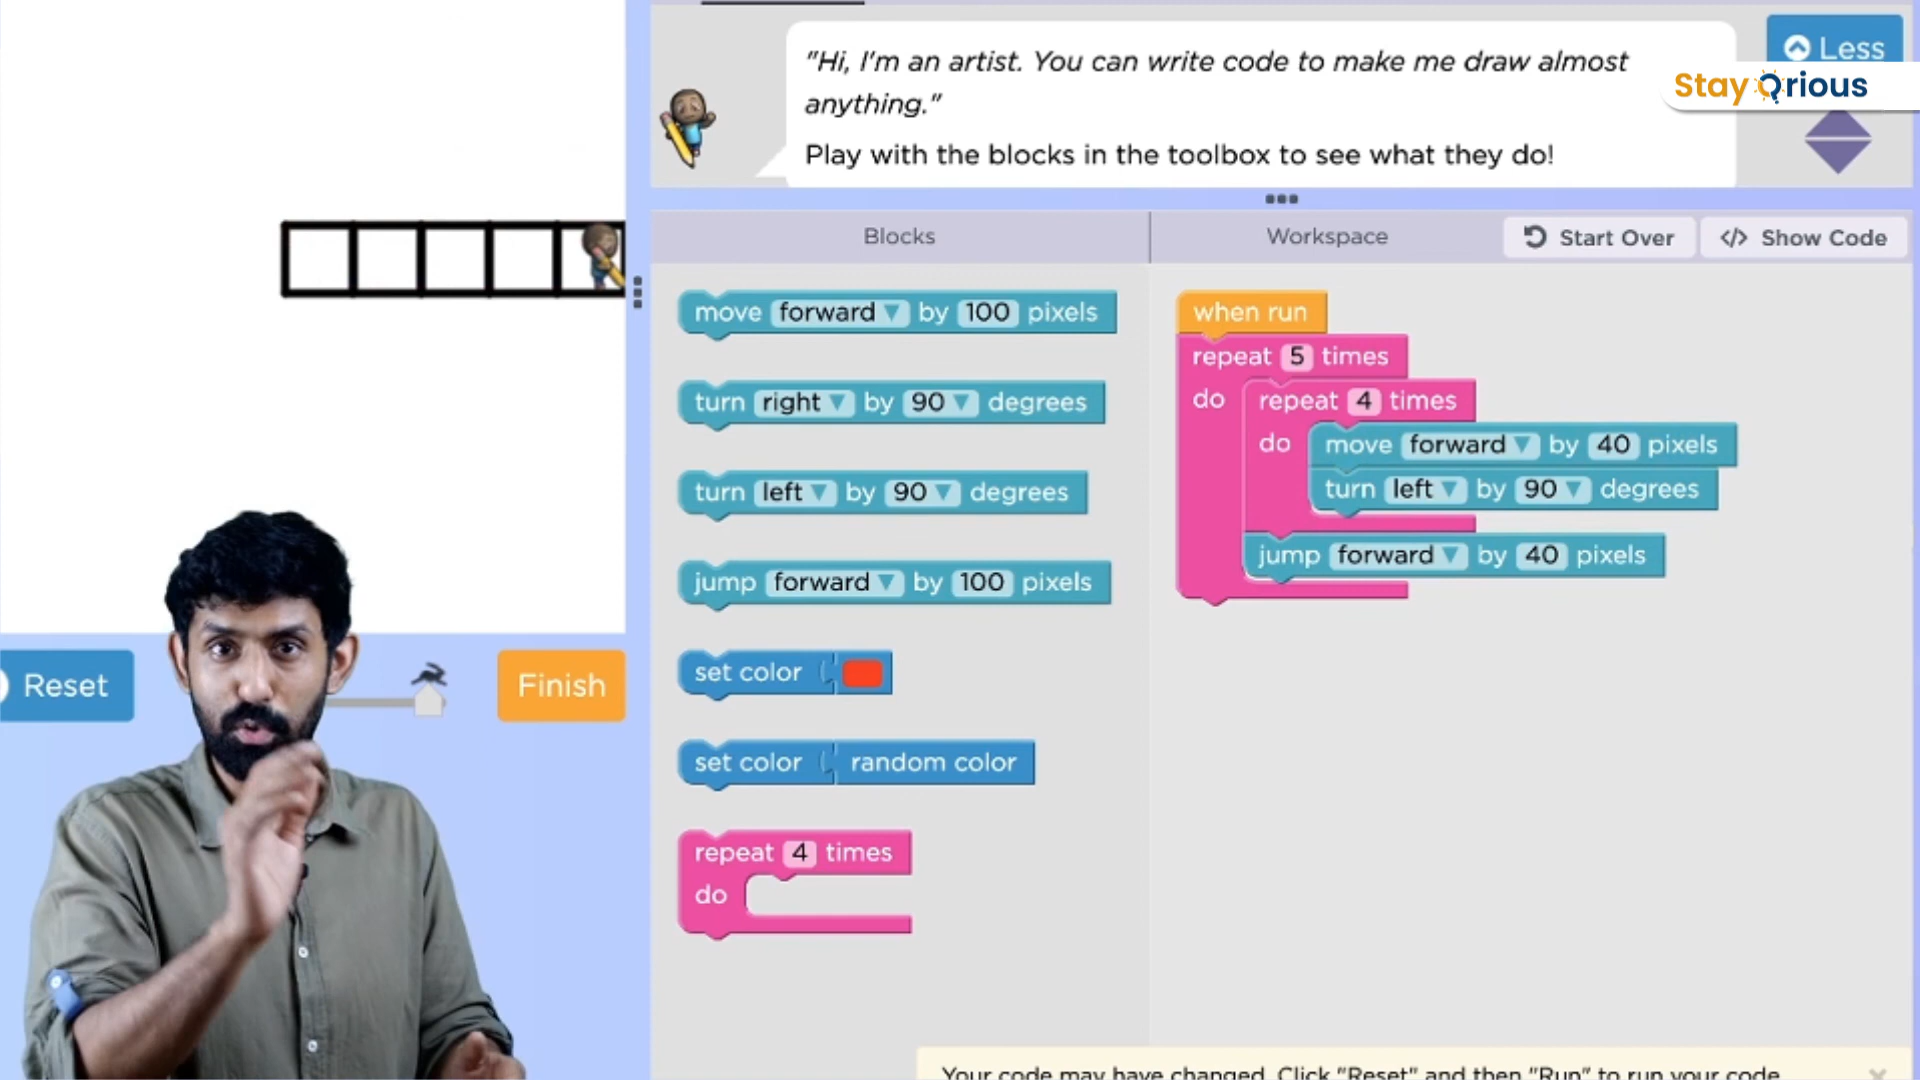 "Hi, I'm an artist. You can write code to make me draw almost
anything."
Play with the blocks in the toolbox to see what they do!
Less
Stay Qrious
Blocks
Workspace
Start Over
</> Show Code
move forward by 100 pixels
turn right by 90 degrees
turn left by 90 degrees
jump forward by 100 pixels
set color
set color random color
repeat 4 times
do
when run
repeat 5 times
do
repeat 4 times
do
move forward by 40 pixels
turn left by 90 degrees
jump forward by 40 pixels
Reset
Finish
Your code may have changed. Click "Reset" and then "Run" to run your code